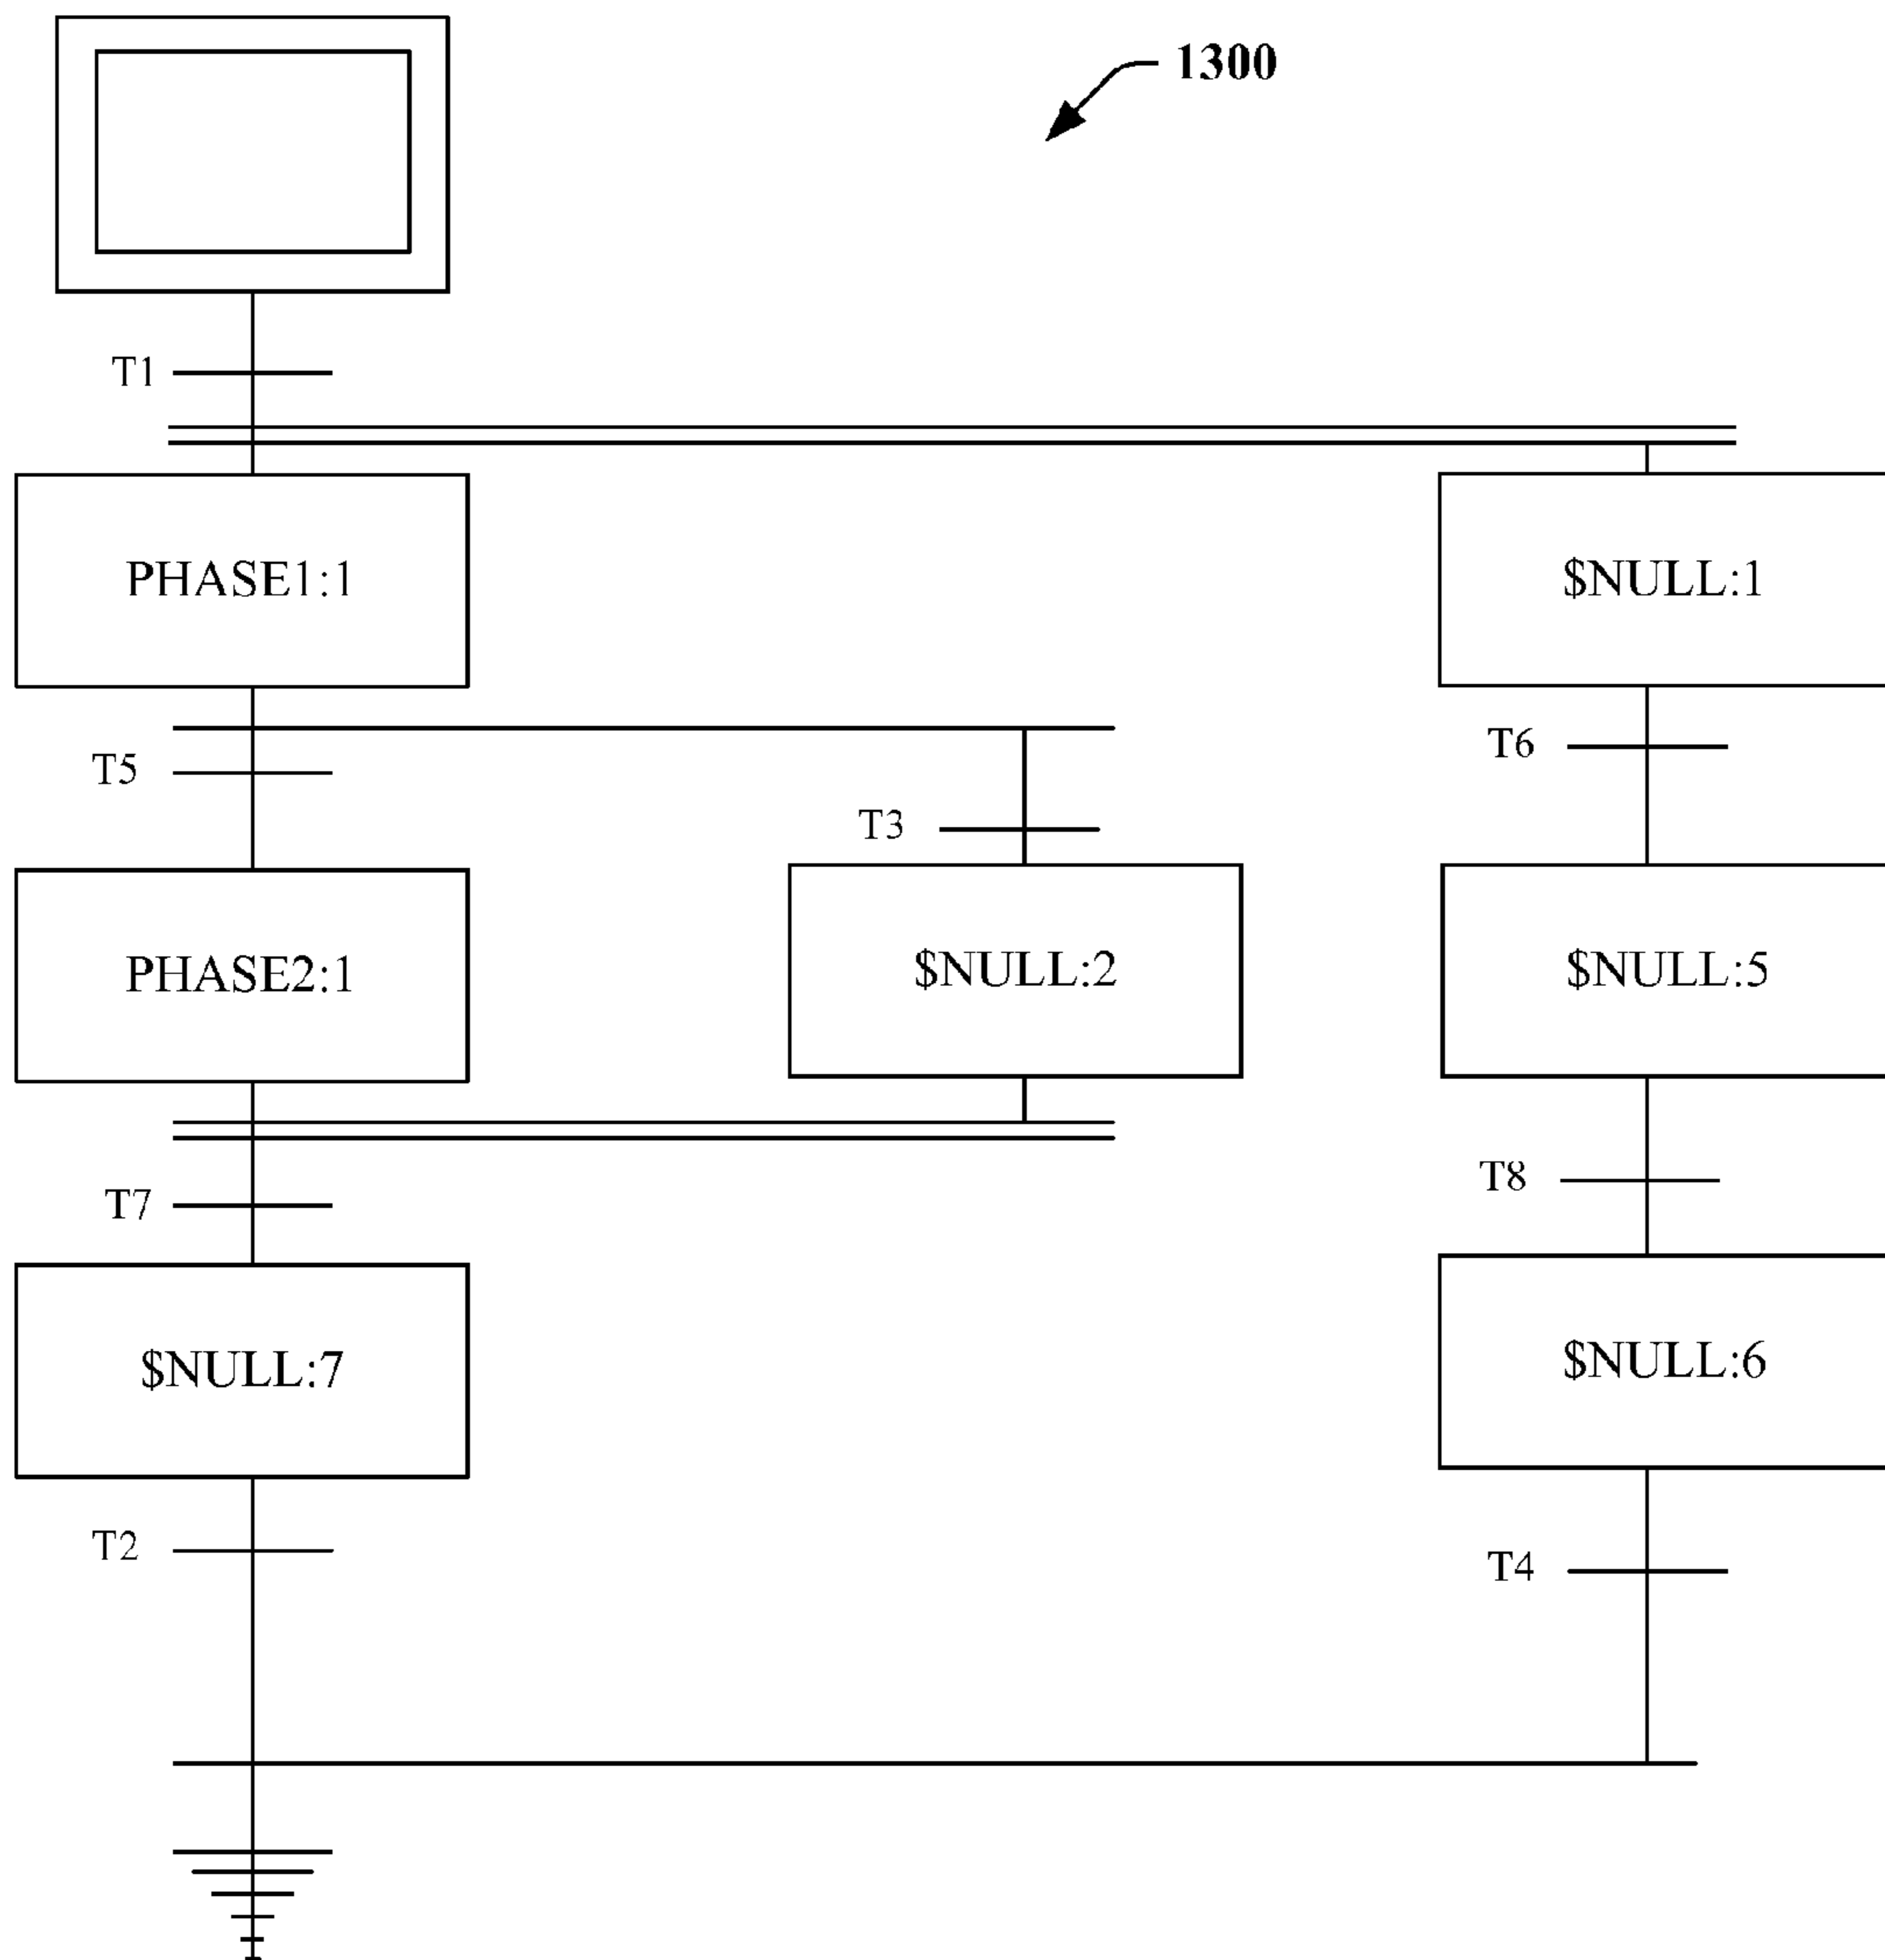 1300
T1
PHASE1:1
$NULL:1
T5
T6
T3
PHASE2:1
$NULL:2
$NULL:5
T7
T8
$NULL:7
$NULL:6
T2
T4